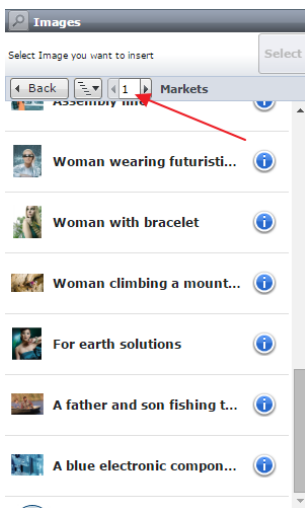 Images
Select Image you want to insert
Select
Back 1 Markets
Assembly line
Woman wearing futuristi...
Woman with bracelet
Woman climbing a mount...
For earth solutions
A father and son fishing t...
A blue electronic compon...